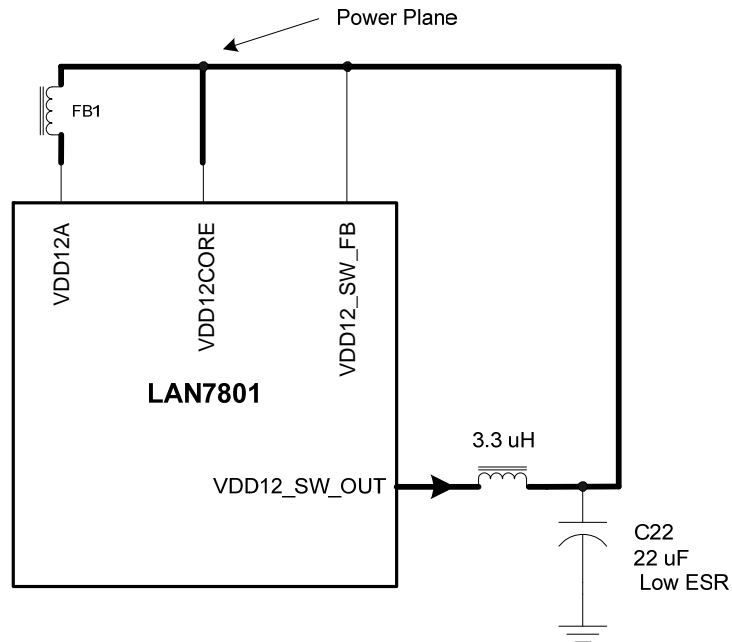 Power Plane
FB1
VDD12A
VDD12CORE
VDD12_SW_FB
LAN7801
3.3 uH
VDD12_SW_OUT
C22
22 uF
Low ESR